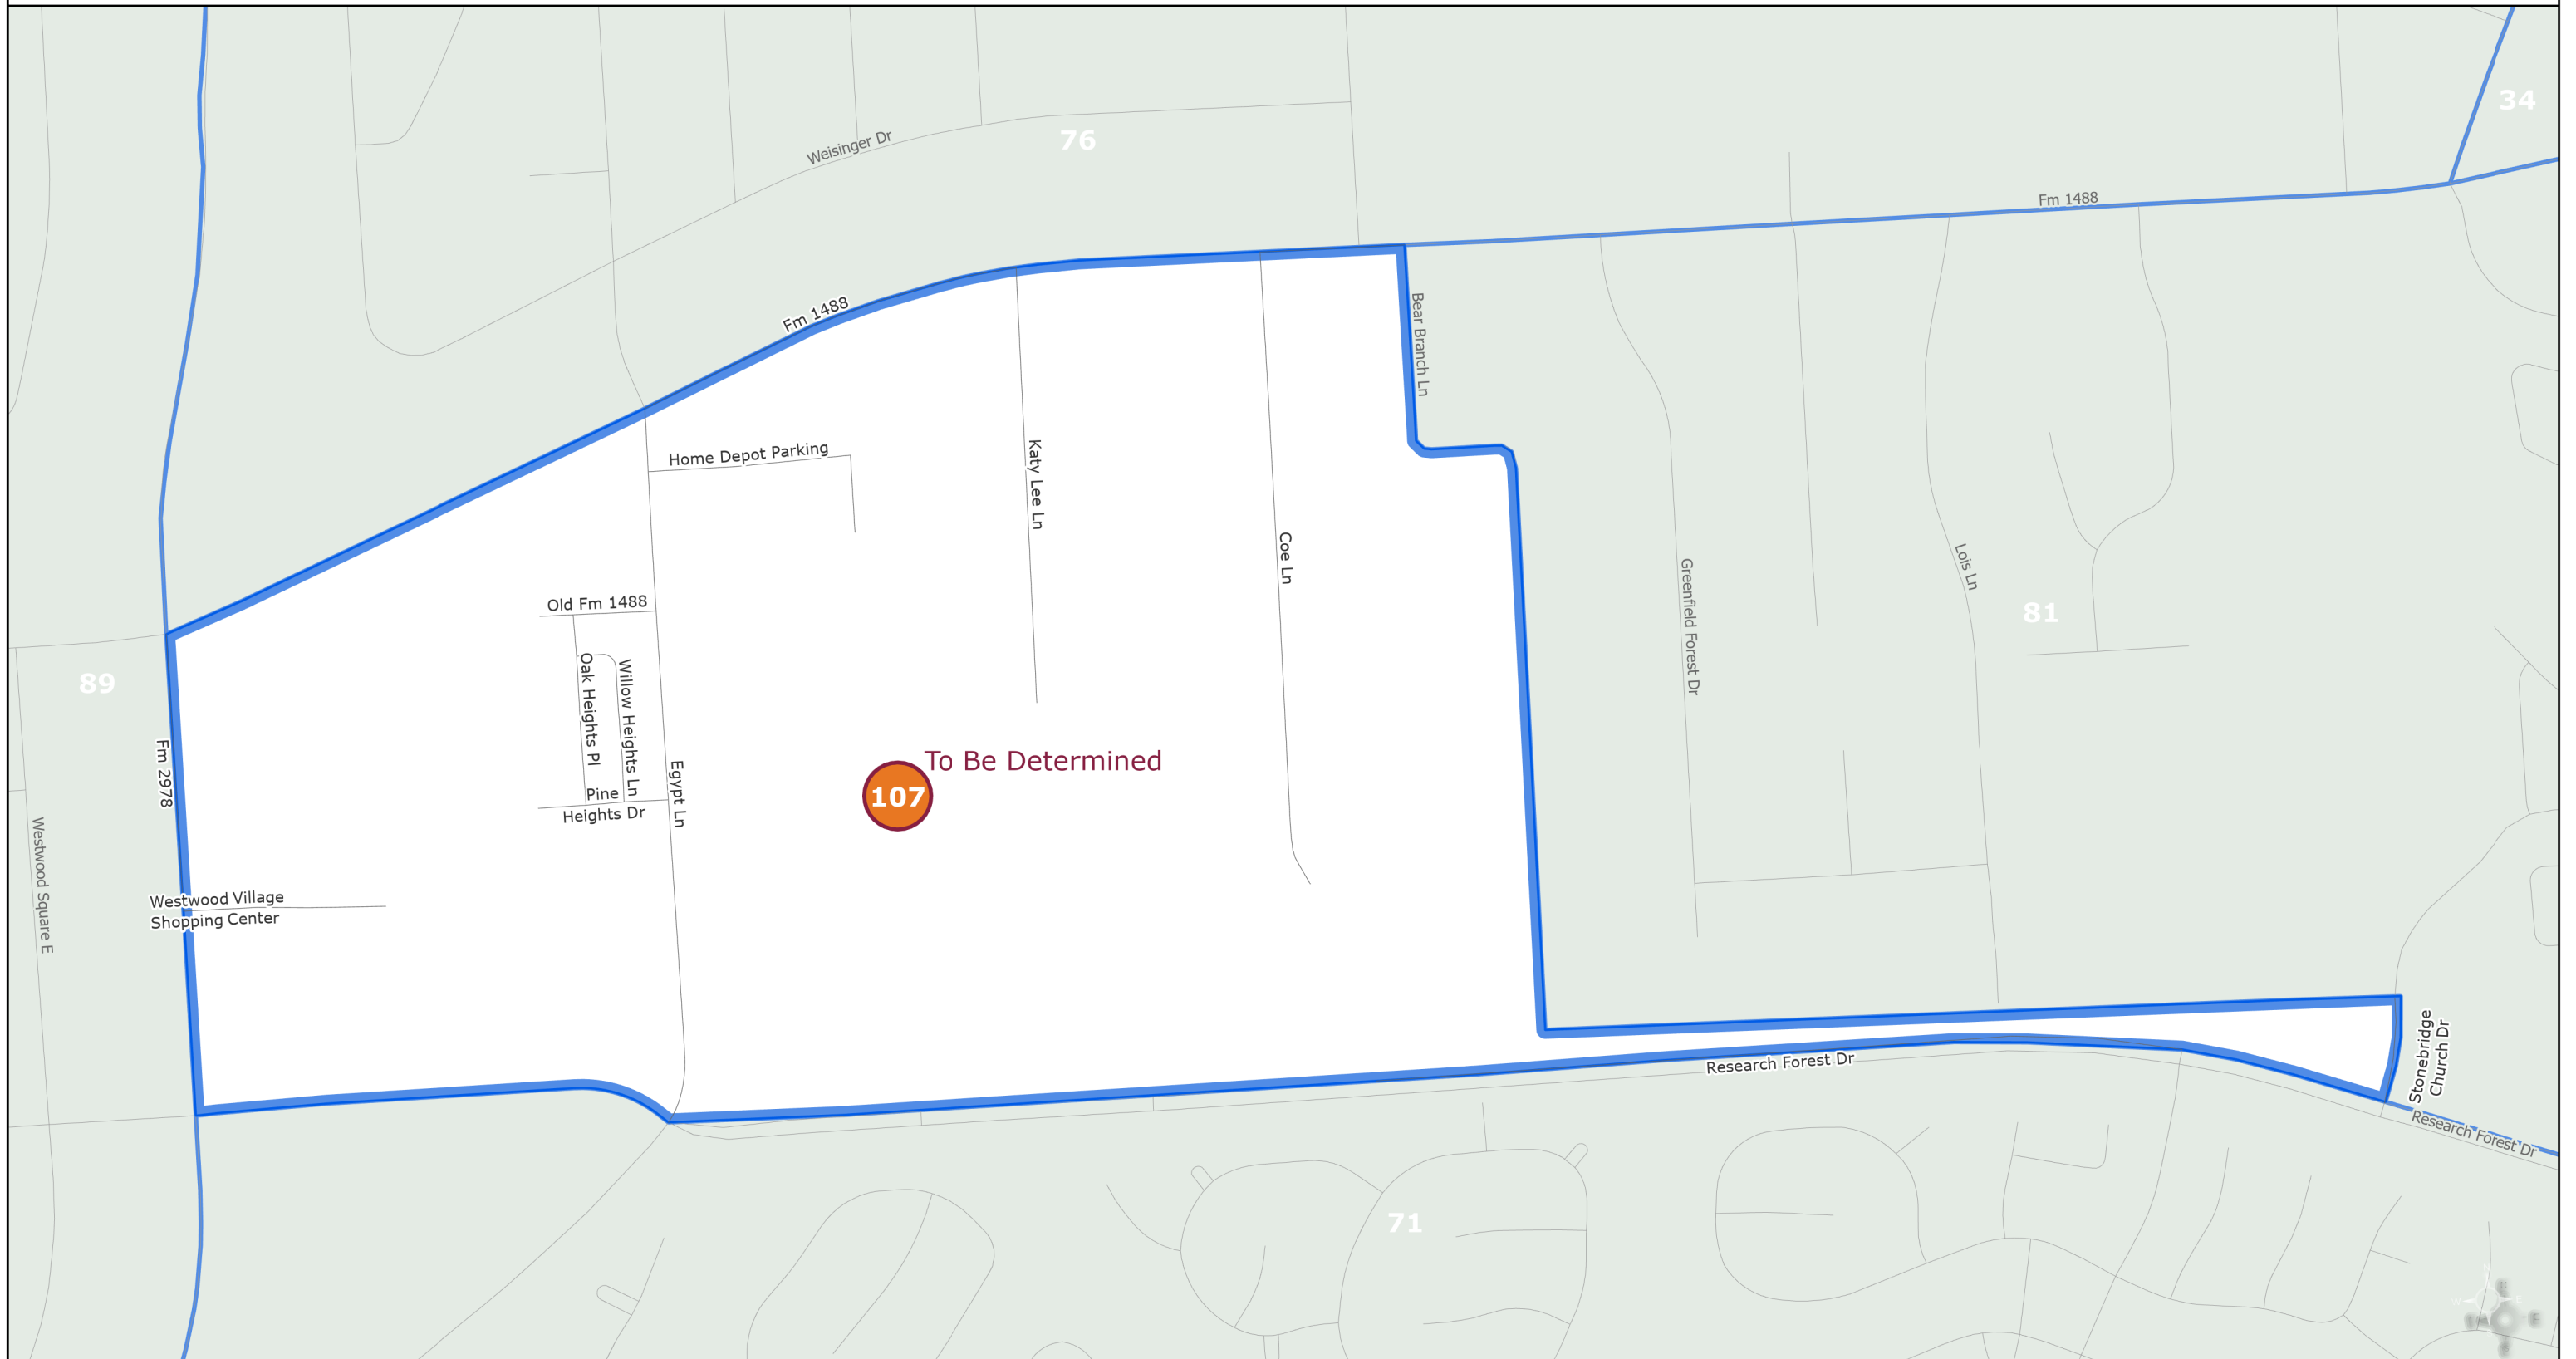 34
76
Weisinger Dr
Fm 1488
Fm 1488
Bear Branch Ln
Home Depot Parking
Katy Lee Ln
Coe Ln
Lois Ln
Greenfield Forest Dr
Old Fm 1488
81
Oak Heights Pl
Willow Heights Ln
89
Fm 2978
Egypt Ln
To Be Determined
107
Pine
Heights Dr
Westwood Square E
Westwood Village
Shopping Center
Stonebridge
Church Dr
Research Forest Dr
Research Forest Dr
71